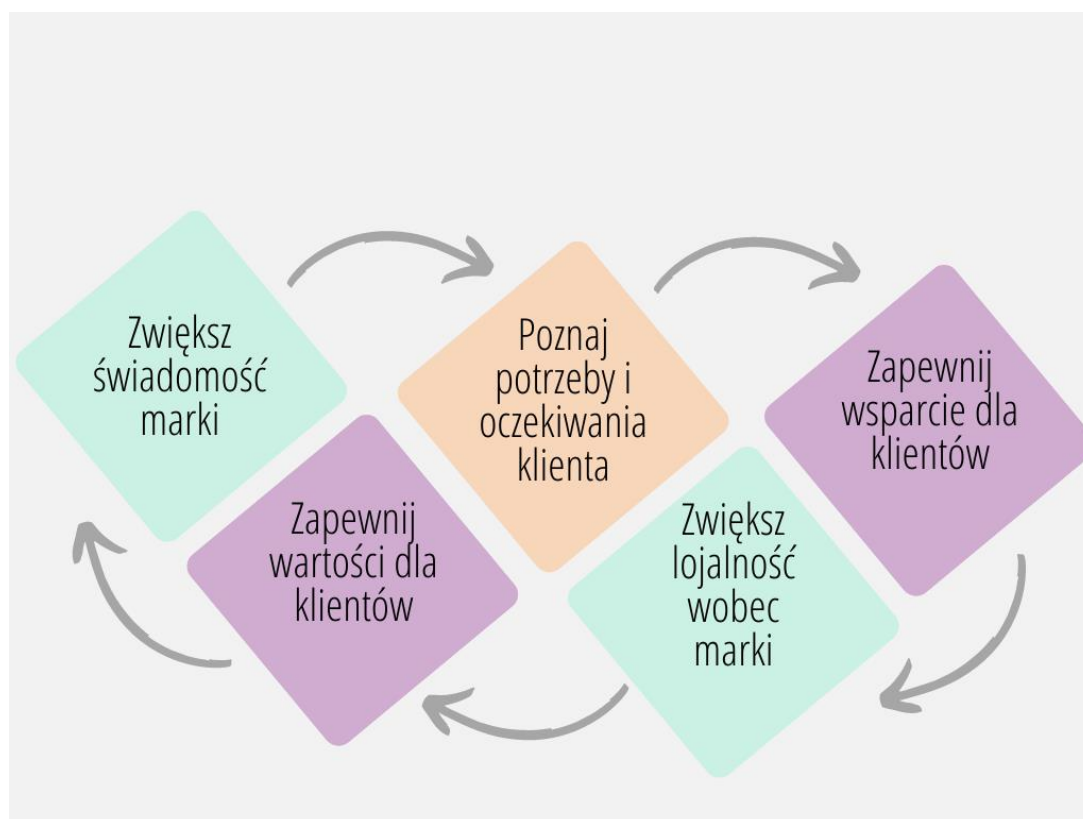 Zwiększ
świadomość
marki
Poznaj
potrzeby i
oczekiwania
klienta
Zapewnij
wsparcie dla
klientów
Zwiększ
lojalność
wobec
marki
Zapewnij
wartości dla
klientów